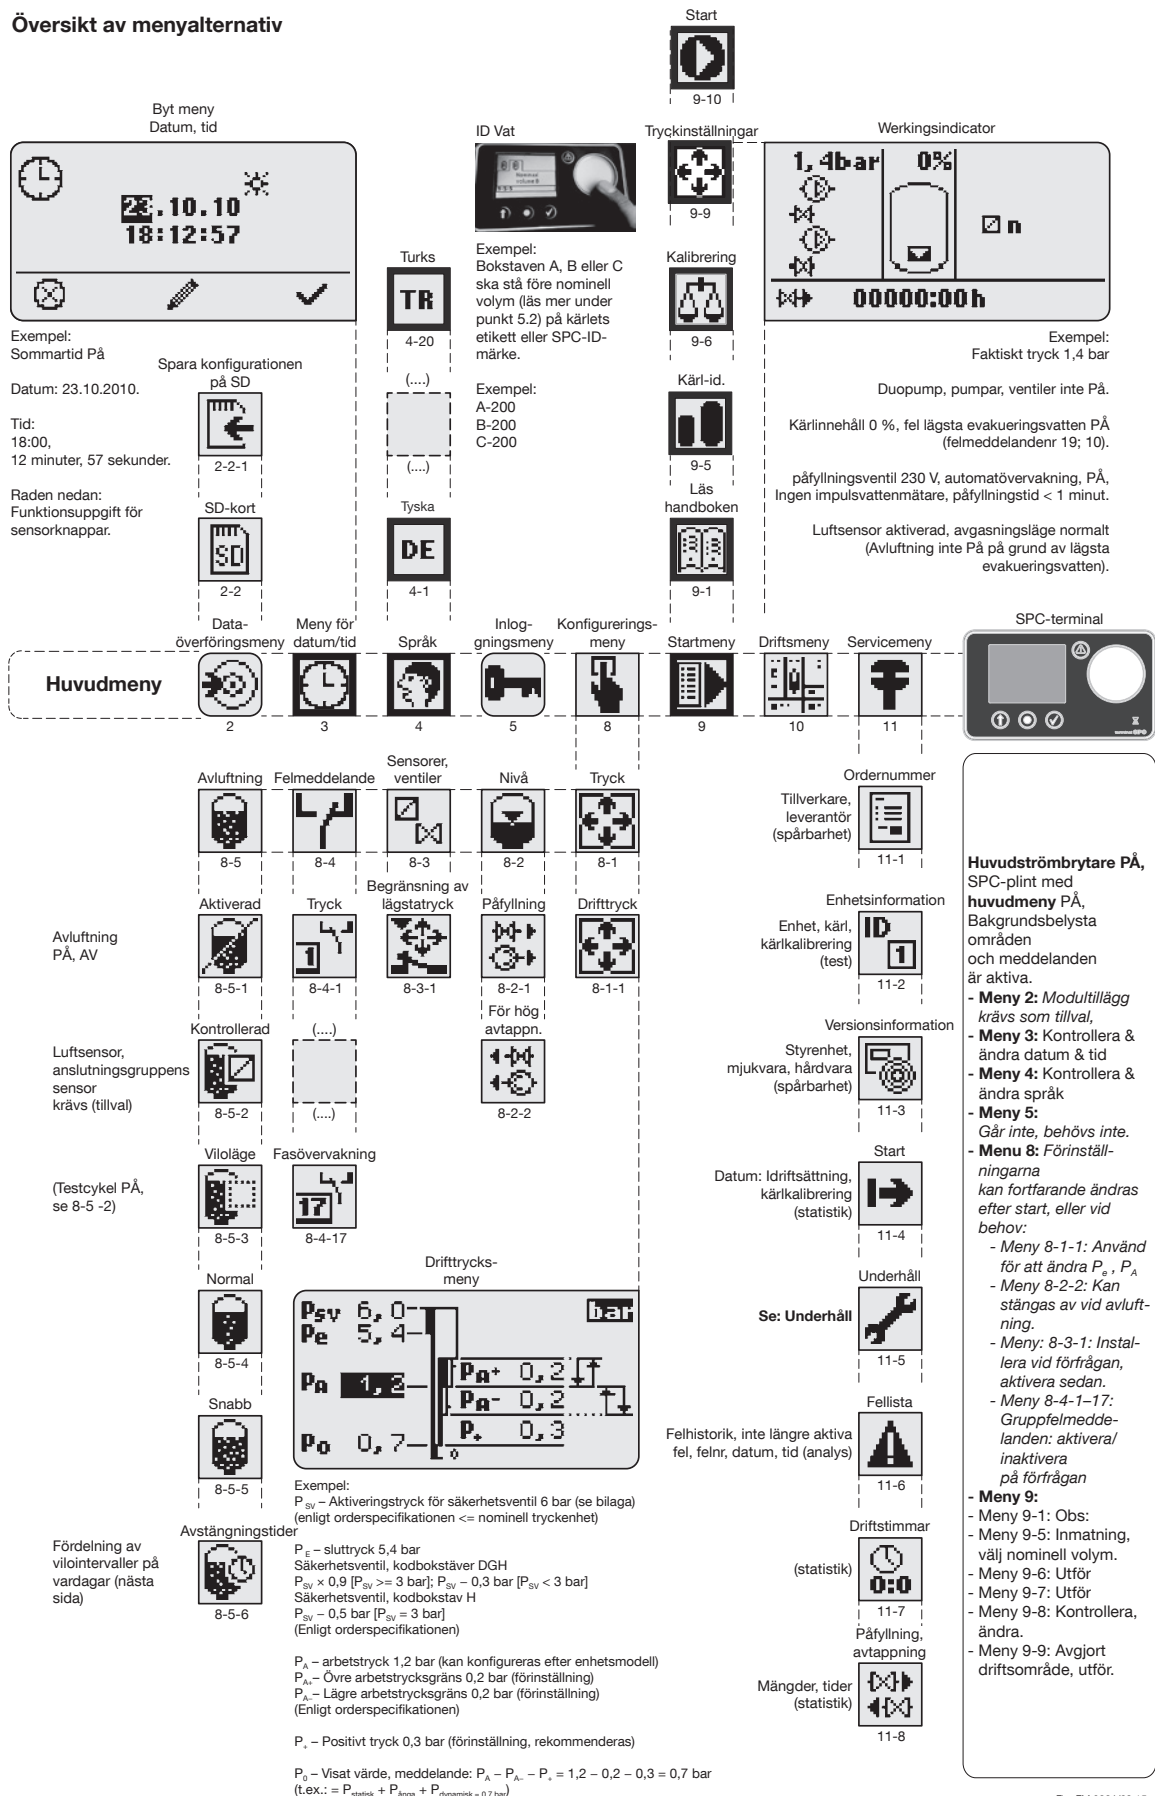 Översikt av menyalternativ
Start
9-10
Byt meny
Datum, tid
23.10.10
18:12:57
Exempel:
Sommartid På
Datum: 23.10.2010.
Tid:
18:00,
12 minuter, 57 sekunder.
Raden nedan:
Funktionsuppgift för
sensorknappar.
Spara konfigurationen
på SD
2-2-1
SD-kort
SD
2-2
Turks
TR
4-20
(....)
(....)
Tyska
DE
4-1
ID Vat
Exempel:
Bokstaven A, B eller C
ska stå före nominell
volym (läs mer under
punkt 5.2) på kärlets
etikett eller SPC-ID-
märke.
Exempel:
A-200
B-200
C-200
Tryckinställningar
9-9
Kalibrering
9-6
Kärl-id.
9-5
Läs
handboken
9-1
Werkingsindicator
1,4bar 0%
n
00000:00h
Exempel:
Faktiskt tryck 1,4 bar
Duopump, pumpar, ventiler inte På.
Kärlinnehåll 0 %, fel lägsta evakueringsvatten PÅ
(felmeddelandenr 19; 10).
påfyllningsventil 230 V, automatövervakning, PÅ,
Ingen impulsvattenmätare, påfyllningstid < 1 minut.
Luftsensor aktiverad, avgasningsläge normalt
(Avluftning inte På på grund av lägsta
evakueringsvatten).
Huvudmeny
Data-
överföringsmeny
2
Meny för
datum/tid
3
Språk
4
Inlog-
gningsmeny
5
Konfigurerings-
meny
8
Startmeny
9
Driftsmeny
10
Servicemeny
11
SPC-terminal
SPC
Avluftning
8-5
Felmeddelande
8-4
Sensorer,
ventiler
8-3
Nivå
8-2
Tryck
8-1
Avluftning
PÅ, AV
Aktiverad
8-5-1
Tryck
1
8-4-1
Begränsning av
lägstatryck
8-3-1
Påfyllning
8-2-1
Drifttryck
8-1-1
Luftsensor,
anslutningsgruppens
sensor
krävs (tillval)
Kontrollerad
8-5-2
(....)
(....)
För hög
avtappn.
8-2-2
(Testcykel PÅ,
se 8-5 -2)
Viloläge
8-5-3
Fasövervakning
17
8-4-17
Normal
8-5-4
Snabb
8-5-5
Fördelning av
vilointervaller på
vardagar (nästa
sida)
Avstängningstider
8-5-6
Drifttrycks-
meny
Psv 6,0
bar
Pe 5,4
PA 1,2
PA+ 0,2
PA- 0,2
P+ 0,3
Po 0,7
0
Exempel:
PSV – Aktiveringstryck för säkerhetsventil 6 bar (se bilaga)
(enligt orderspecifikationen <= nominell tryckenhet)
PE – sluttryck 5,4 bar
Säkerhetsventil, kodbokstäver DGH
PSV × 0,9 [PSV >= 3 bar]; PSV – 0,3 bar [PSV < 3 bar]
Säkerhetsventil, kodbokstav H
PSV – 0,5 bar [PSV = 3 bar]
(Enligt orderspecifikationen)
PA – arbetstryck 1,2 bar (kan konfigureras efter enhetsmodell)
PA+– Övre arbetstrycksgräns 0,2 bar (förinställning)
PA-– Lägre arbetstrycksgräns 0,2 bar (förinställning)
(Enligt orderspecifikationen)
P+ – Positivt tryck 0,3 bar (förinställning, rekommenderas)
P0 – Visat värde, meddelande: PA – PA– – P+ = 1,2 – 0,2 – 0,3 = 0,7 bar
(t.ex.: = Pstatisk + Pånga + Pdynamisk = 0,7 bar)
Ordernummer
Tillverkare,
leverantör
(spårbarhet)
11-1
Enhetsinformation
Enhet, kärl,
kärlkalibrering
(test)
ID
1
11-2
Versionsinformation
Styrenhet,
mjukvara, hårdvara
(spårbarhet)
11-3
Start
Datum: Idriftsättning,
kärlkalibrering
(statistik)
11-4
Underhåll
Se: Underhåll
11-5
Fellista
Felhistorik, inte längre aktiva
fel, felnr, datum, tid (analys)
11-6
Driftstimmar
(statistik)
0:0
11-7
Påfyllning,
avtappning
Mängder, tider
(statistik)
11-8
Huvudströmbrytare PÅ,
SPC-plint med
huvudmeny PÅ,
Bakgrundsbelysta
områden
och meddelanden
är aktiva.
- Meny 2: Modultillägg
krävs som tillval,
- Meny 3: Kontrollera &
ändra datum & tid
- Meny 4: Kontrollera &
ändra språk
- Meny 5:
Går inte, behövs inte.
- Menu 8: Förinställ-
ningarna
kan fortfarande ändras
efter start, eller vid
behov:
- Meny 8-1-1: Använd
för att ändra Pe , PA
- Meny 8-2-2: Kan
stängas av vid avluft-
ning.
- Meny: 8-3-1: Instal-
lera vid förfrågan,
aktivera sedan.
- Meny 8-4-1–17:
Gruppfelmedde-
landen: aktivera/
inaktivera
på förfrågan
- Meny 9:
- Meny 9-1: Obs:
- Meny 9-5: Inmatning,
välj nominell volym.
- Meny 9-6: Utför
- Meny 9-7: Utför
- Meny 9-8: Kontrollera,
ändra.
- Meny 9-9: Avgjort
driftsområde, utför.